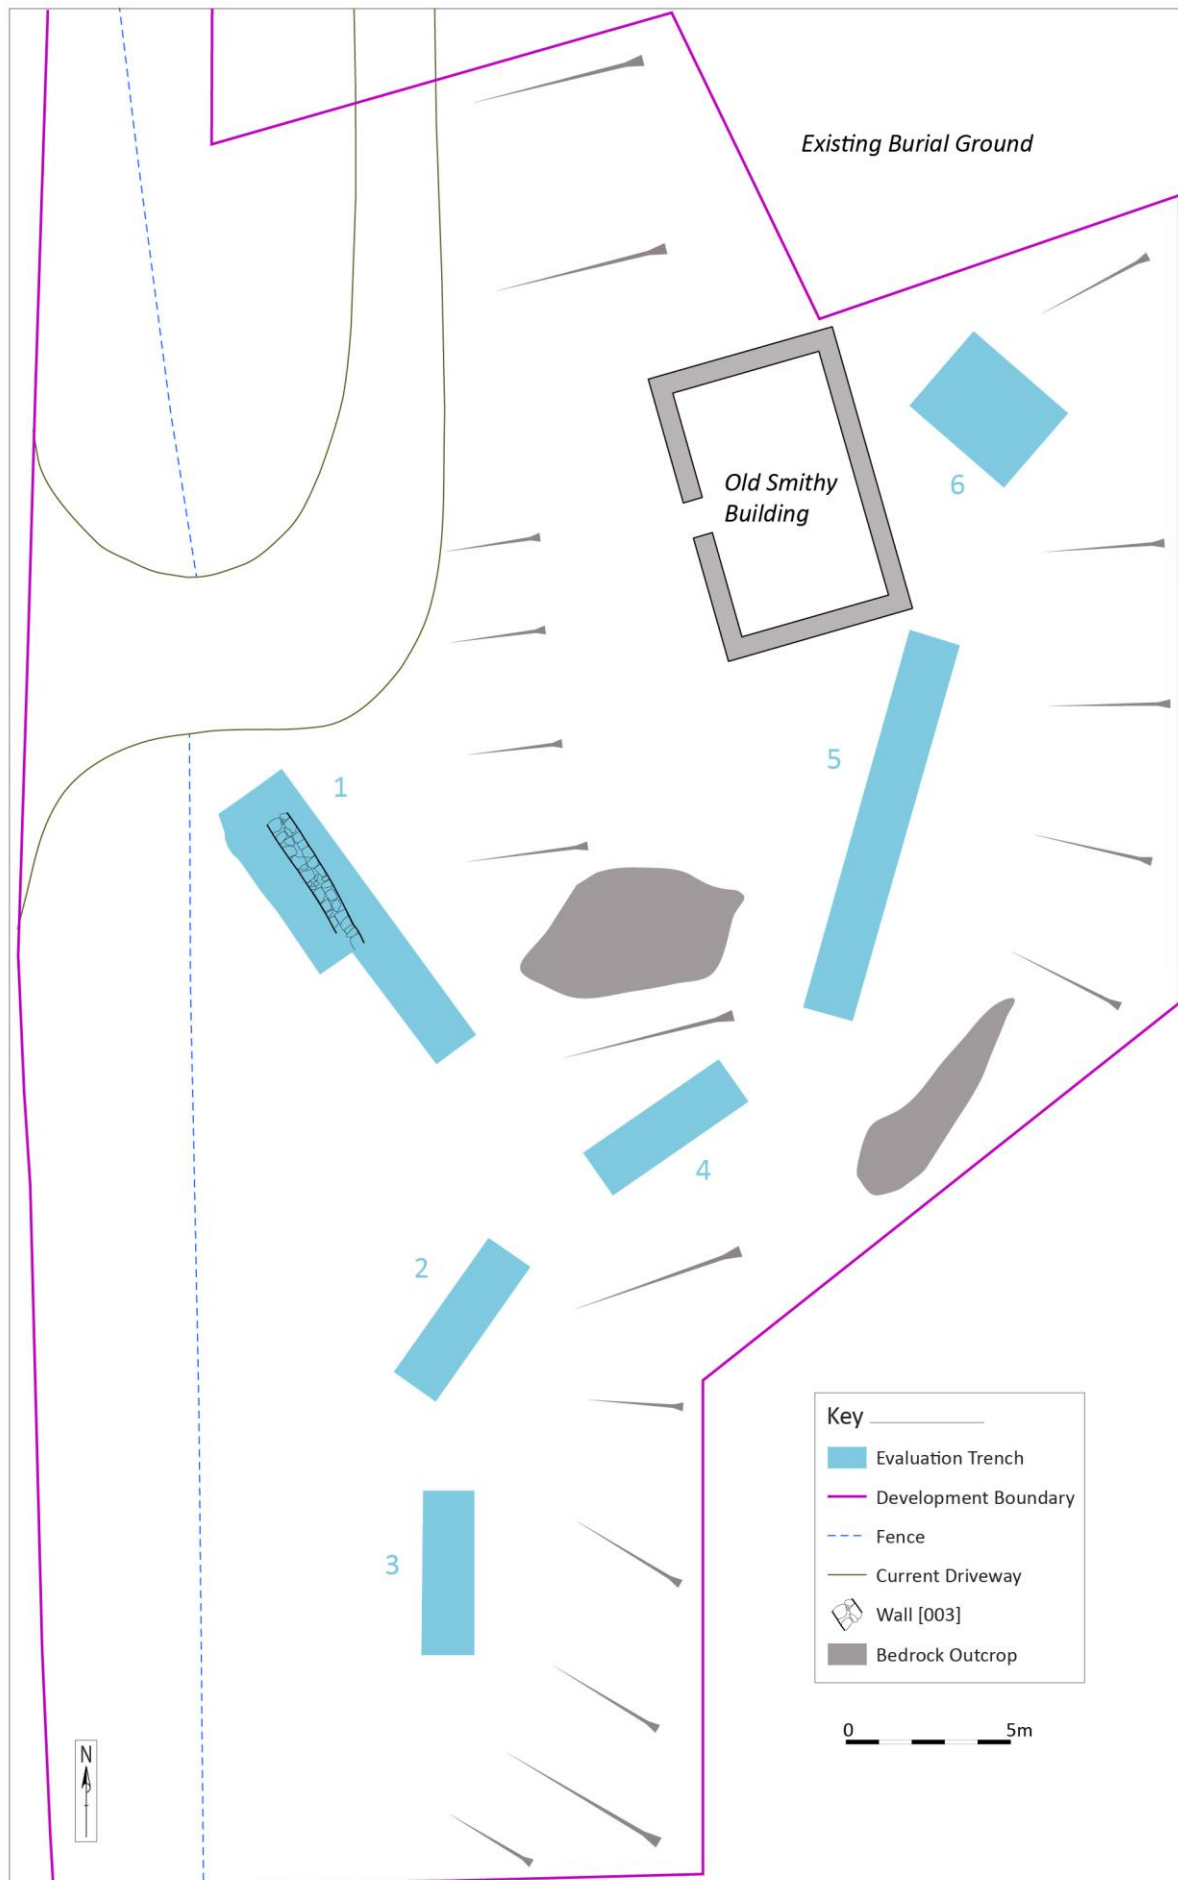 Existing Burial Ground
Old Smithy
Building
6
5
1
4
2
3
Key
Evaluation Trench
Development Boundary
Fence
Current Driveway
Wall [003]
Bedrock Outcrop
0 5m
N